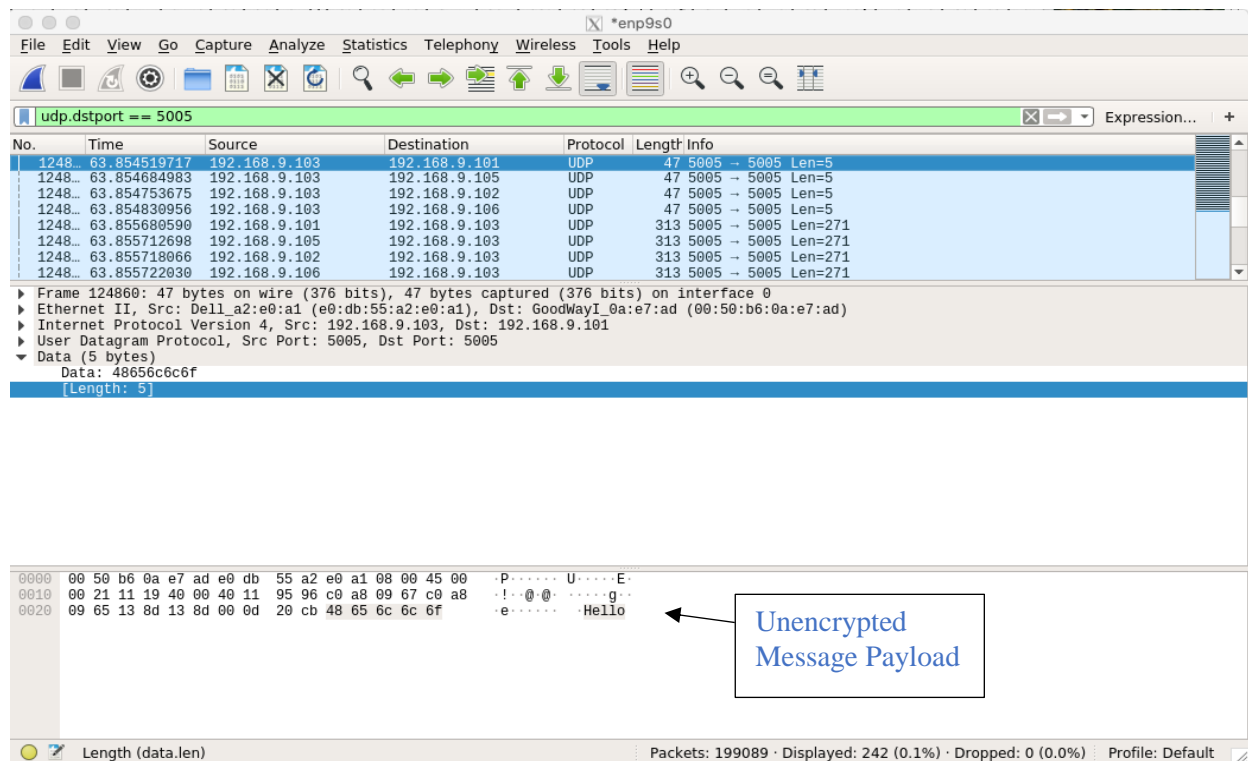 *enp9s0
File Edit View Go Capture Analyze Statistics Telephony Wireless Tools Help
udp.dstport == 5005 Expression... +
No. Time Source Destination Protocol Length Info
1248… 63.854519717 192.168.9.103 192.168.9.101 UDP 47 5005 → 5005 Len=5
1248… 63.854684983 192.168.9.103 192.168.9.105 UDP 47 5005 → 5005 Len=5
1248… 63.854753675 192.168.9.103 192.168.9.102 UDP 47 5005 → 5005 Len=5
1248… 63.854830956 192.168.9.103 192.168.9.106 UDP 47 5005 → 5005 Len=5
1248… 63.855680590 192.168.9.101 192.168.9.103 UDP 313 5005 → 5005 Len=271
1248… 63.855712698 192.168.9.105 192.168.9.103 UDP 313 5005 → 5005 Len=271
1248… 63.855718066 192.168.9.102 192.168.9.103 UDP 313 5005 → 5005 Len=271
1248… 63.855722030 192.168.9.106 192.168.9.103 UDP 313 5005 → 5005 Len=271
Frame 124860: 47 bytes on wire (376 bits), 47 bytes captured (376 bits) on interface 0
Ethernet II, Src: Dell_a2:e0:a1 (e0:db:55:a2:e0:a1), Dst: GoodWayI_0a:e7:ad (00:50:b6:0a:e7:ad)
Internet Protocol Version 4, Src: 192.168.9.103, Dst: 192.168.9.101
User Datagram Protocol, Src Port: 5005, Dst Port: 5005
Data (5 bytes)
Data: 48656c6c6f
[Length: 5]
0000 00 50 b6 0a e7 ad e0 db 55 a2 e0 a1 08 00 45 00 ·P······ U·····E·
0010 00 21 11 19 40 00 40 11 95 96 c0 a8 09 67 c0 a8 ·!··@·@· ·····g··
0020 09 65 13 8d 13 8d 00 0d 20 cb 48 65 6c 6c 6f ·e······ ·Hello
Unencrypted
Message Payload
Length (data.len) Packets: 199089 · Displayed: 242 (0.1%) · Dropped: 0 (0.0%) Profile: Default